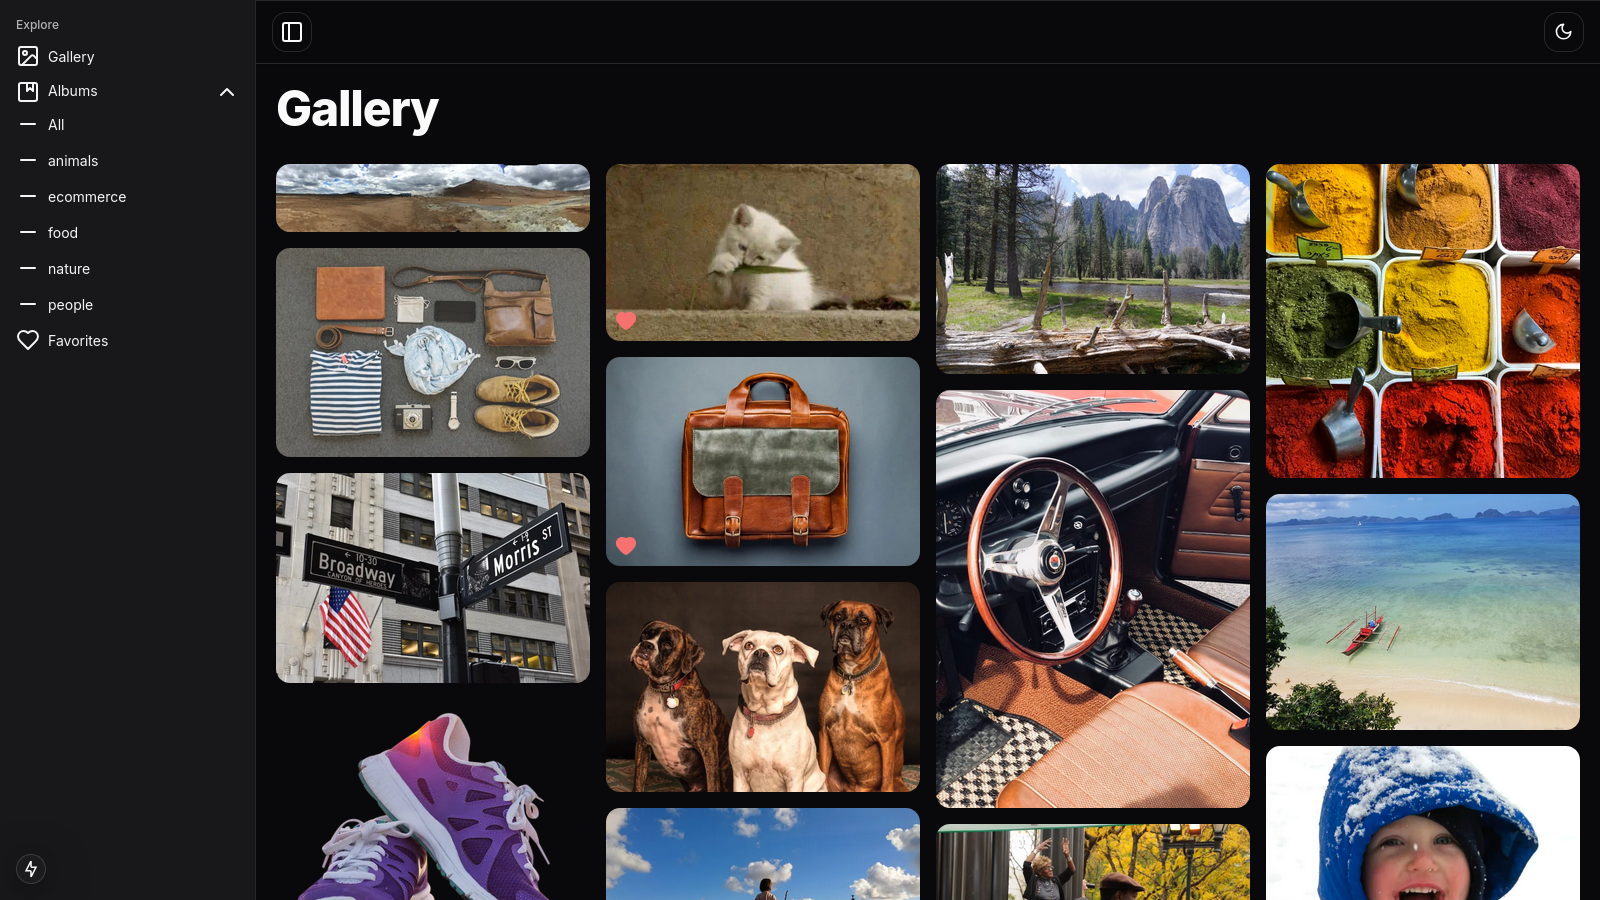 Explore
Gallery
Albums
All
animals
ecommerce
food
nature
people
Favorites
Gallery
← 10-30
Broadway
CANYON OF HEROES
← 1-9
Morris ST